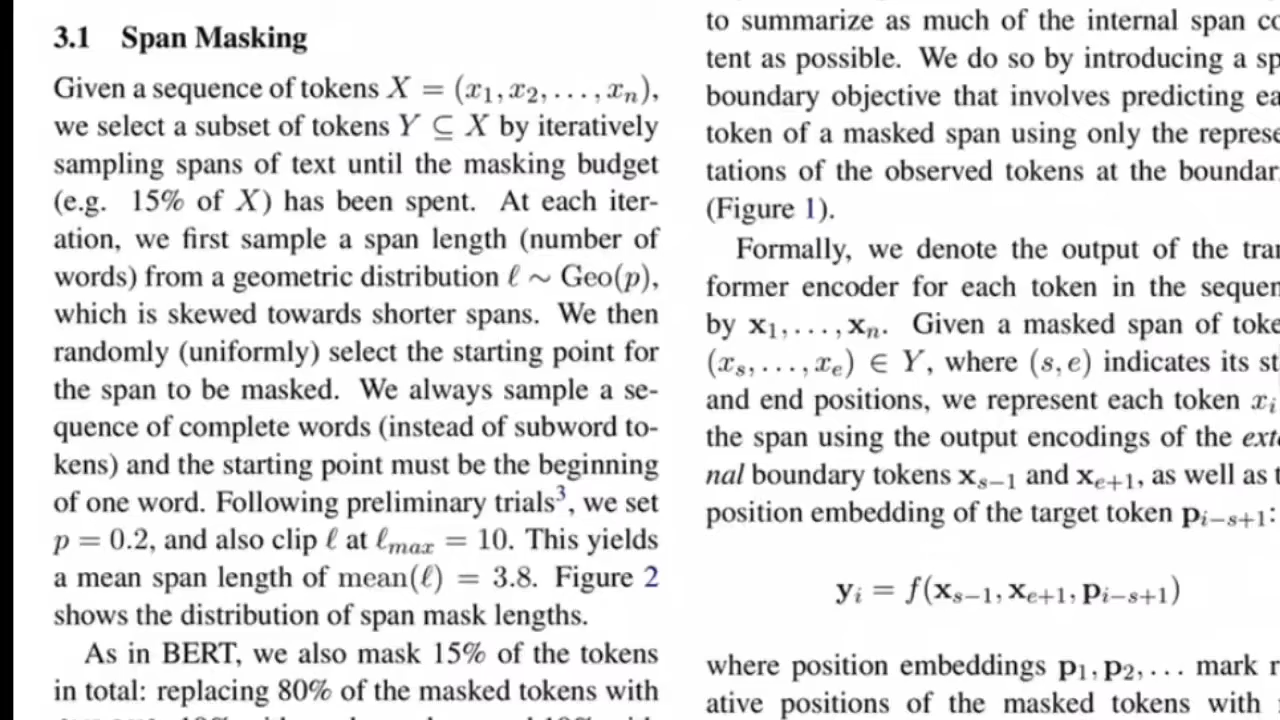 3.1 Span Masking
Given a sequence of tokens X = (x1, x2, . . . , xn),
we select a subset of tokens Y ⊆ X by iteratively
sampling spans of text until the masking budget
(e.g. 15% of X) has been spent. At each iter-
ation, we first sample a span length (number of
words) from a geometric distribution ℓ ∼ Geo(p),
which is skewed towards shorter spans. We then
randomly (uniformly) select the starting point for
the span to be masked. We always sample a se-
quence of complete words (instead of subword to-
kens) and the starting point must be the beginning
of one word. Following preliminary trials3, we set
p = 0.2, and also clip ℓ at ℓmax = 10. This yields
a mean span length of mean(ℓ) = 3.8. Figure 2
shows the distribution of span mask lengths.
As in BERT, we also mask 15% of the tokens
in total: replacing 80% of the masked tokens with
to summarize as much of the internal span co
tent as possible. We do so by introducing a sp
boundary objective that involves predicting ea
token of a masked span using only the represe
tations of the observed tokens at the boundar
(Figure 1).
Formally, we denote the output of the tran
former encoder for each token in the sequen
by x1, . . . , xn. Given a masked span of toke
(xs, . . . , xe) ∈ Y, where (s, e) indicates its st
and end positions, we represent each token xi
the span using the output encodings of the exte
nal boundary tokens xs−1 and xe+1, as well as t
position embedding of the target token pi−s+1:
yi = f(xs−1, xe+1, pi−s+1)
where position embeddings p1, p2, . . . mark r
ative positions of the masked tokens with